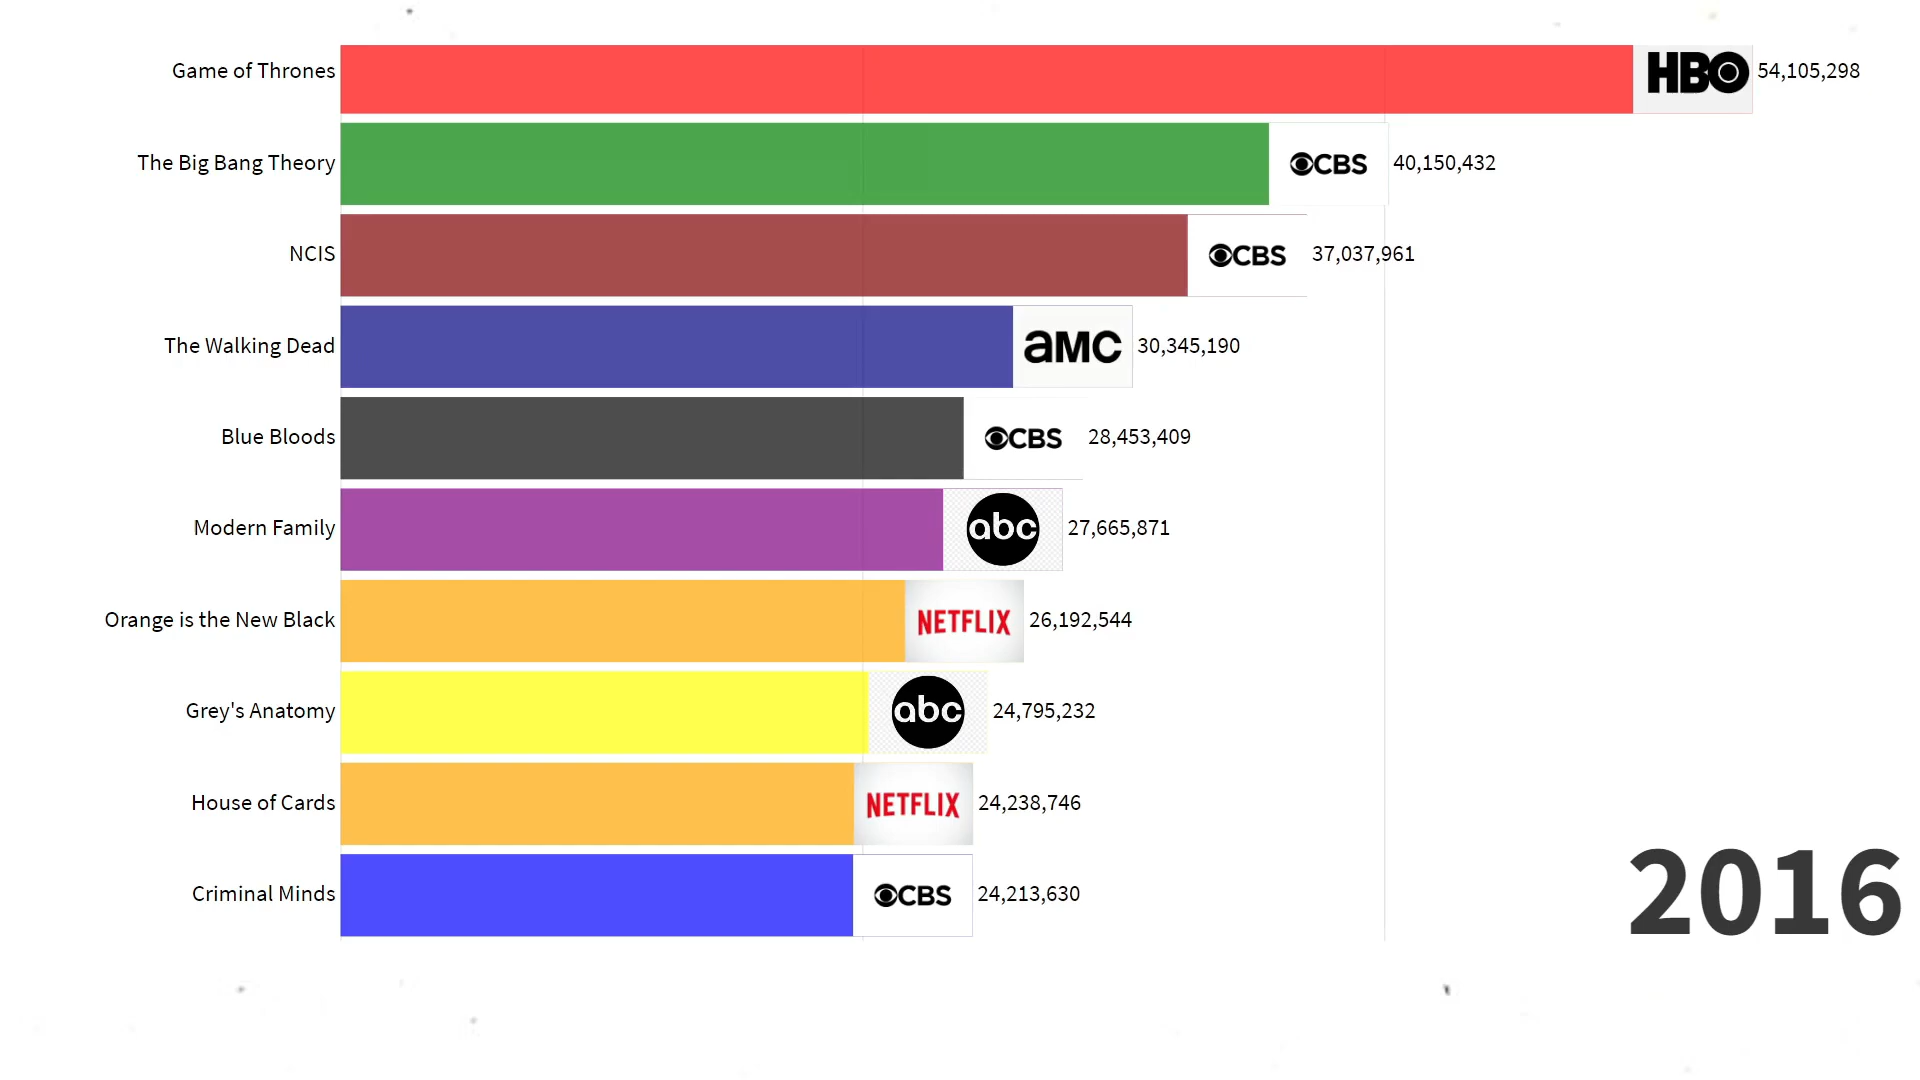 Game of Thrones HBO 54,105,298
The Big Bang Theory CBS 40,150,432
NCIS CBS 37,037,961
The Walking Dead aMC 30,345,190
Blue Bloods CBS 28,453,409
Modern Family abc 27,665,871
Orange is the New Black NETFLIX 26,192,544
Grey's Anatomy abc 24,795,232
House of Cards NETFLIX 24,238,746
Criminal Minds CBS 24,213,630
2016